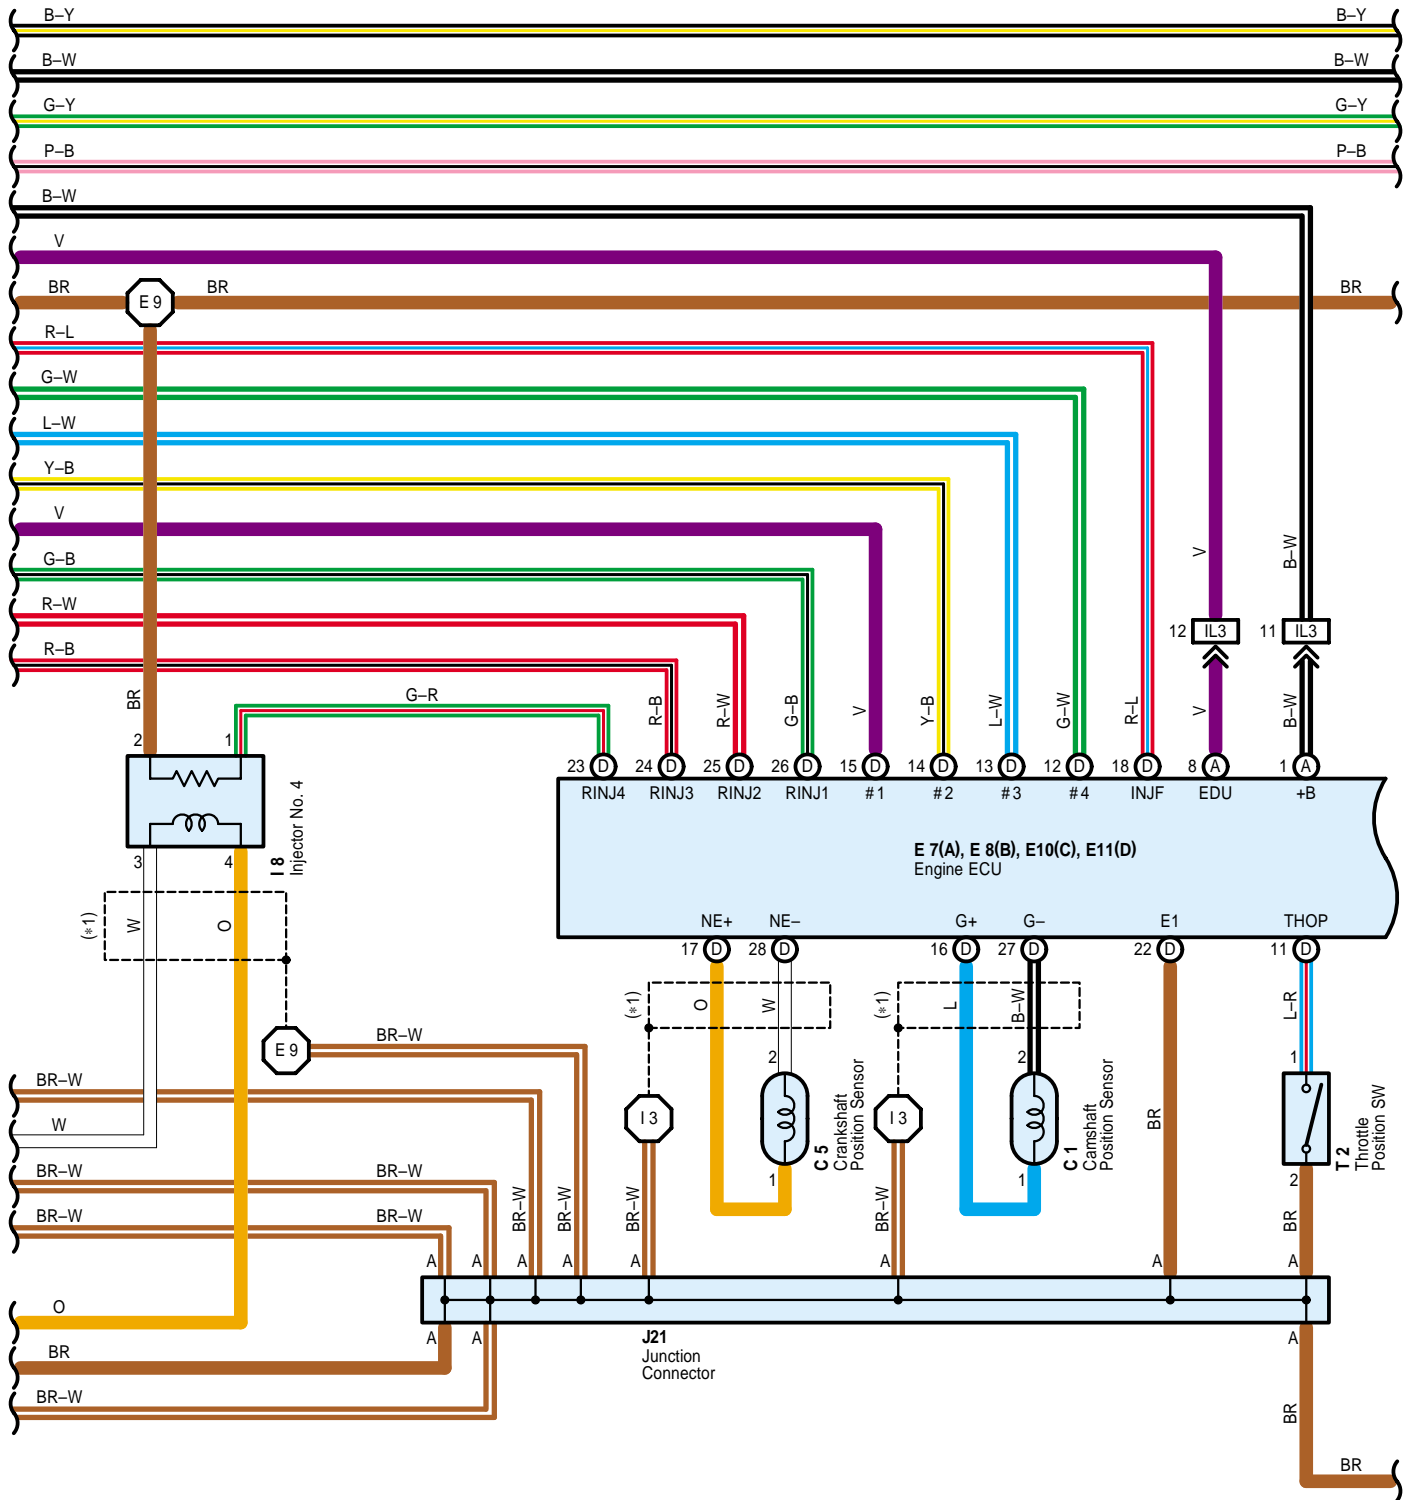 B–Y B–Y
B–W B–W
G–Y G–Y
P–B P–B
B–W
V
BR E 9 BR BR
R–L
G–W
L–W
Y–B
V
G–B
R–W
R–B
V
B–W
12 IL3 11 IL3
BR
G–R
R–B
R–W
G–B
V
Y–B
L–W
G–W
R–L
V
B–W
2 1
23 D 24 D 25 D 26 D 15 D 14 D 13 D 12 D 18 D 8 A 1 A
RINJ4 RINJ3 RINJ2 RINJ1 #1 #2 #3 #4 INJF EDU +B
I 8
Injector No. 4
E 7(A), E 8(B), E10(C), E11(D)
Engine ECU
3 4
NE+ NE– G+ G– E1 THOP
17 D 28 D 16 D 27 D 22 D 11 D
(*1) W O
(*1) O W
(*1) L B–W
L–R
E 9 BR–W
2 2 1
BR–W
W
I 3
C 5
Crankshaft
Position Sensor
I 3
C 1
Camshaft
Position Sensor
BR
T 2
Throttle
Position SW
1 1 2
BR–W BR–W
BR–W BR–W
BR–W
BR–W
BR–W
BR–W
BR
A A A A A A A A
O
J21
Junction
Connector
A A A
BR
BR–W
BR
BR